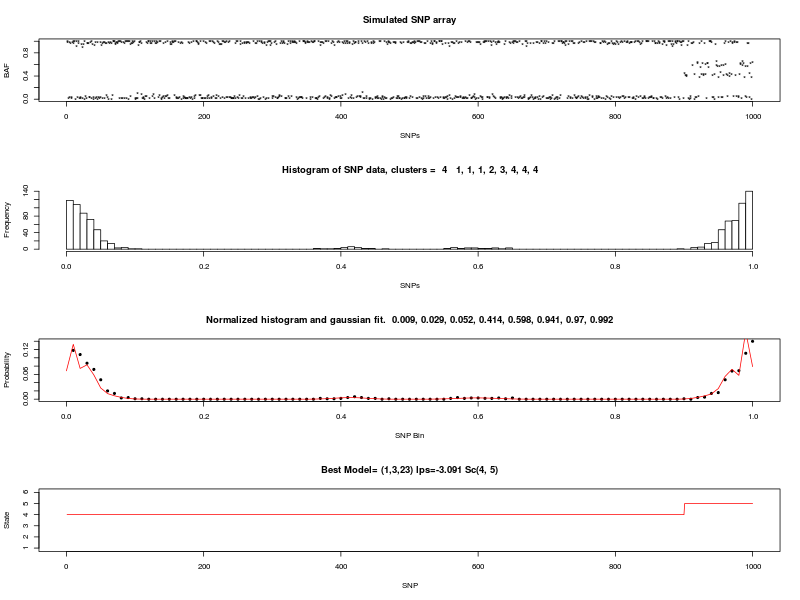 Simulated SNP array
BAF
0.0 0.4 0.8
0 200 400 600 800 1000
SNPs
Histogram of SNP data, clusters = 4 1, 1, 1, 2, 3, 4, 4, 4
Frequency
0 40 80 140
0.0 0.2 0.4 0.6 0.8 1.0
SNPs
Normalized histogram and gaussian fit. 0.009, 0.029, 0.052, 0.414, 0.598, 0.941, 0.97, 0.992
Probability
0.00 0.06 0.12
0.0 0.2 0.4 0.6 0.8 1.0
SNP Bin
Best Model= (1,3,23) lps=-3.091 Sc(4, 5)
State
1 2 3 4 5 6
0 200 400 600 800 1000
SNP